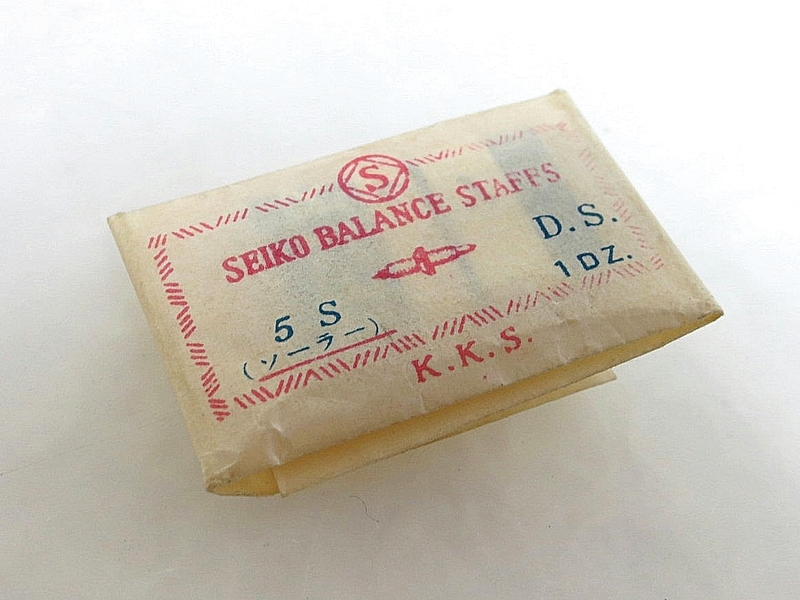 S
SEIKO BALANCE STAFFS
D.S.
1 DZ.
5 S
(ソーラー)
K.K.S.